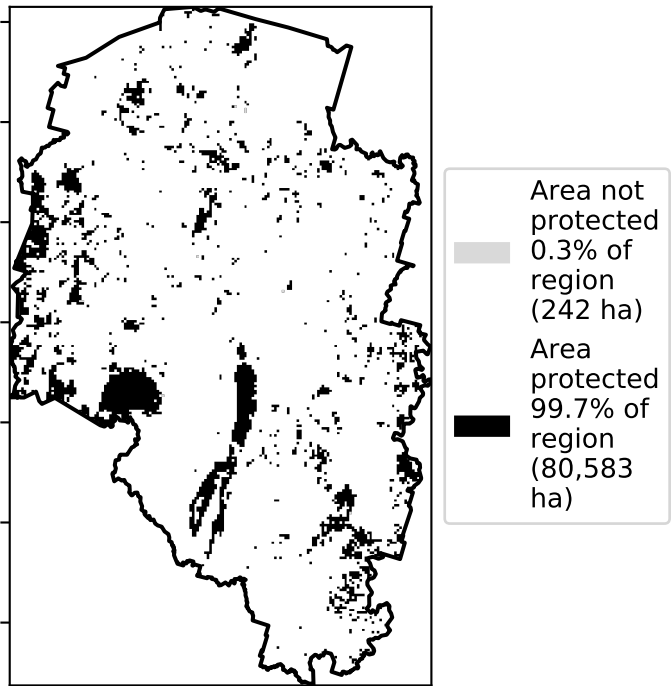 Area not
protected
0.3% of
region
(242 ha)
Area
protected
99.7% of
region
(80,583
ha)